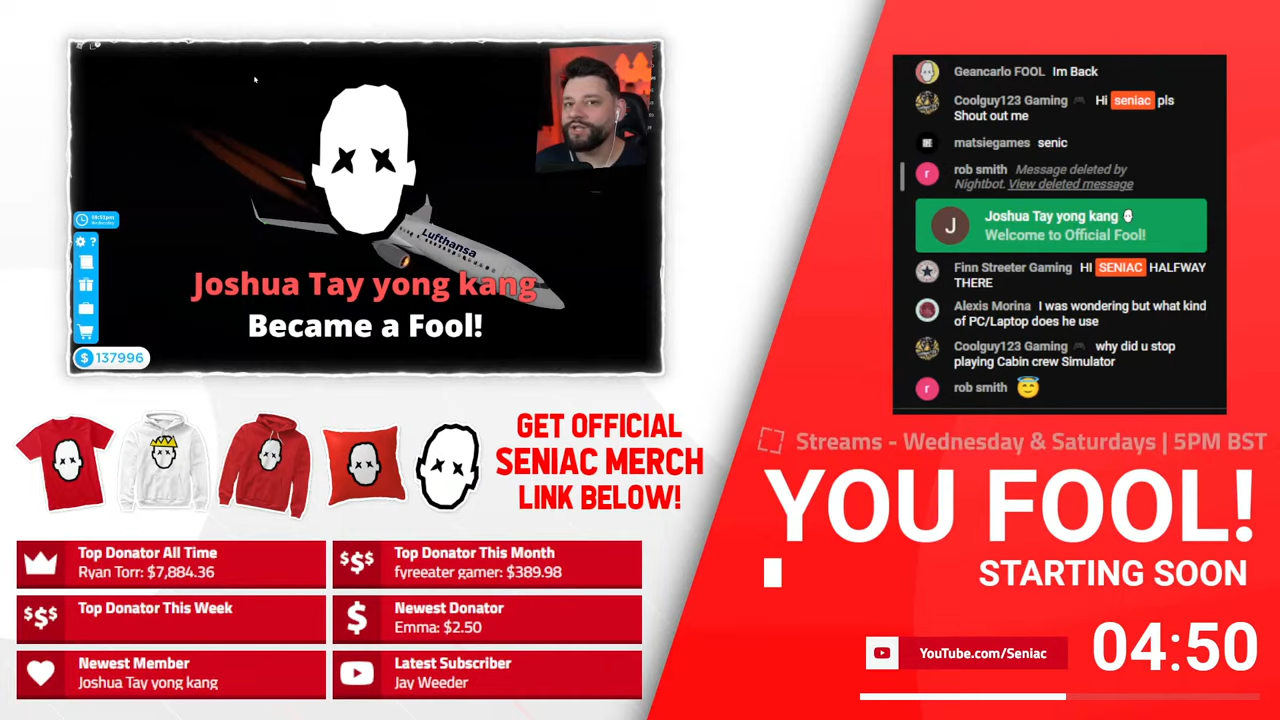 Lufthansa
Joshua Tay yong kang
Became a Fool!
?
$ 137996
Geancarlo FOOL Im Back
Coolguy123 Gaming Hi seniac pls
Shout out me
matsiegames senic
r rob smith Message deleted by
Nightbot. View deleted message
J Joshua Tay yong kang
Welcome to Official Fool!
Finn Streeter Gaming HI SENIAC HALFWAY
THERE
Alexis Morina I was wondering but what kind
of PC/Laptop does he use
Coolguy123 Gaming why did u stop
playing Cabin crew Simulator
r rob smith
GET OFFICIAL
SENIAC MERCH
LINK BELOW!
Streams - Wednesday & Saturdays | 5PM BST
YOU FOOL!
STARTING SOON
Top Donator All Time
Ryan Torr: $7,884.36
$$$ Top Donator This Month
fyreeater gamer: $389.98
$$$ Top Donator This Week
$ Newest Donator
Emma: $2.50
Newest Member
Joshua Tay yong kang
Latest Subscriber
Jay Weeder
YouTube.com/Seniac
04:50